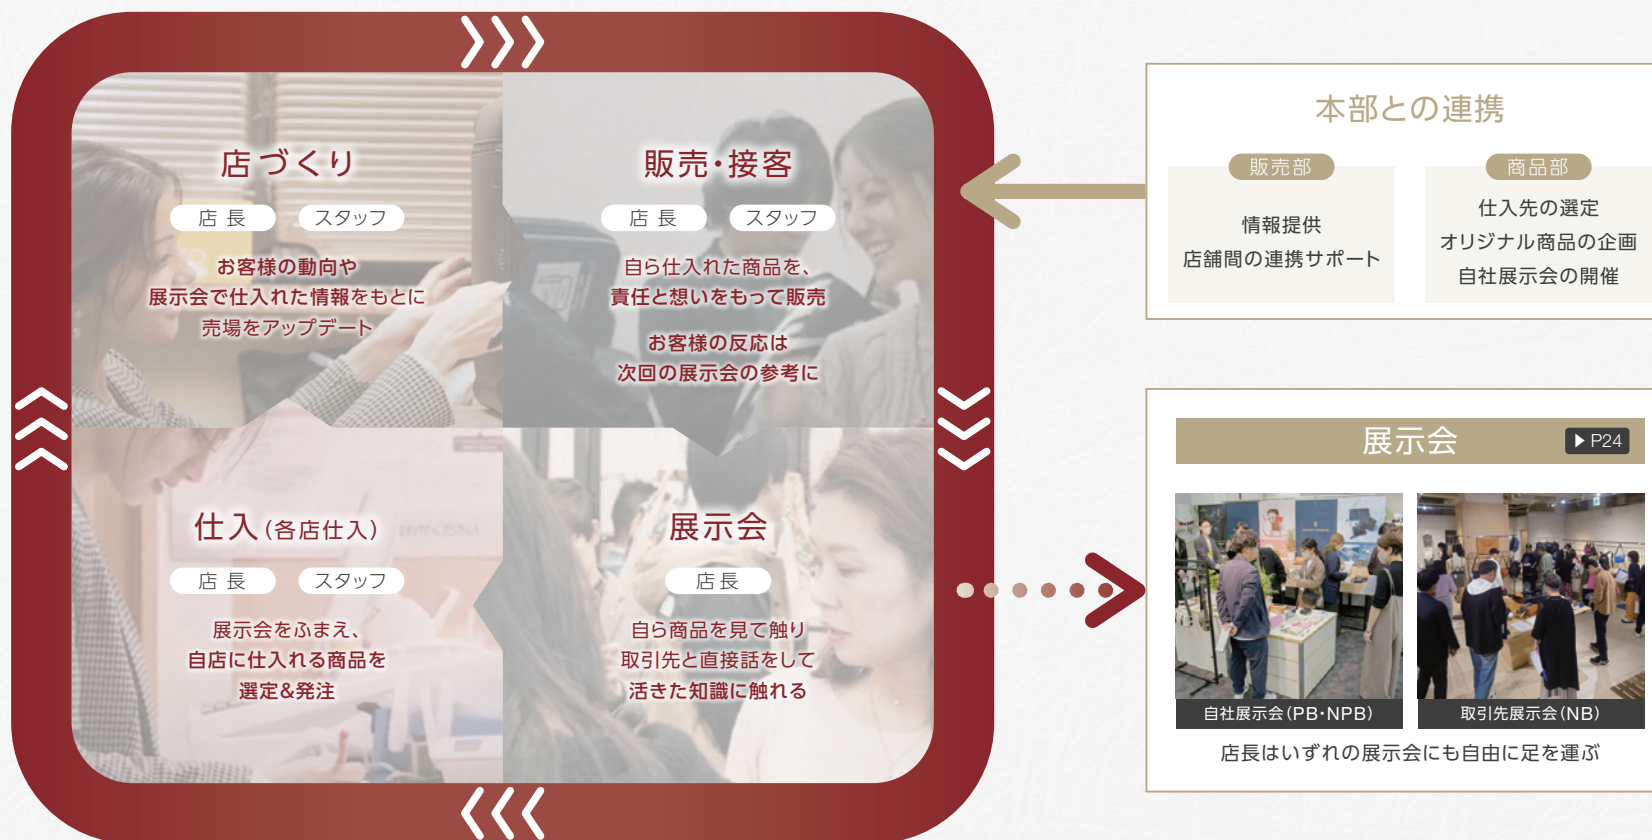 店づくり
店 長 スタッフ
お客様の動向や
展示会で仕入れた情報をもとに
売場をアップデート
販売・接客
店 長 スタッフ
自ら仕入れた商品を、
責任と想いをもって販売
お客様の反応は
次回の展示会の参考に
仕入(各店仕入)
店 長 スタッフ
展示会をふまえ、
自店に仕入れる商品を
選定&発注
展示会
店 長
自ら商品を見て触り
取引先と直接話をして
活きた知識に触れる
本部との連携
販売部
情報提供
店舗間の連携サポート
商品部
仕入先の選定
オリジナル商品の企画
自社展示会の開催
展示会
▶P24
自社展示会(PB・NPB)
取引先展示会(NB)
店長はいずれの展示会にも自由に足を運ぶ